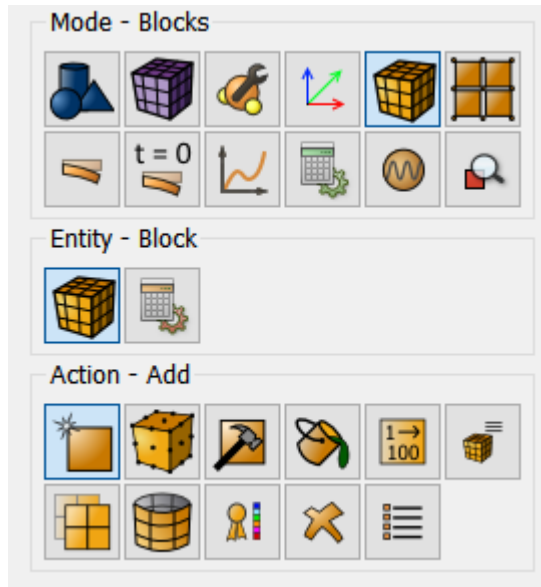 Mode - Blocks
t = 0
Entity - Block
Action - Add
1→
100